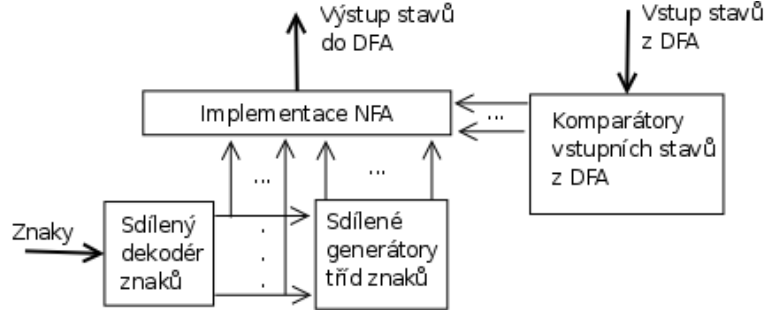 Výstup stavů
do DFA
Vstup stavů
z DFA
Implementace NFA
...
Komparátory
vstupních stavů
z DFA
...
...
Znaky
Sdílený
dekodér
znaků
.
.
.
Sdílené
generátory
tříd znaků